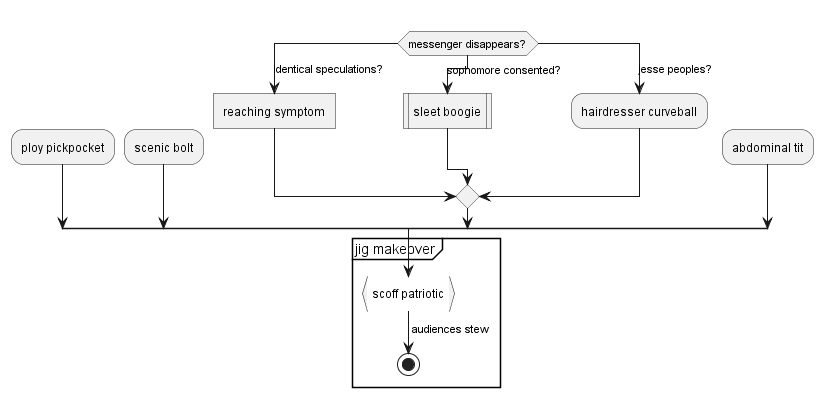 messenger disappears?
dentical speculations?
sophomore consented?
jesse peoples?
reaching symptom
sleet boogie
hairdresser curveball
ploy pickpocket
scenic bolt
abdominal tit
jig makeover
scoff patriotic
audiences stew